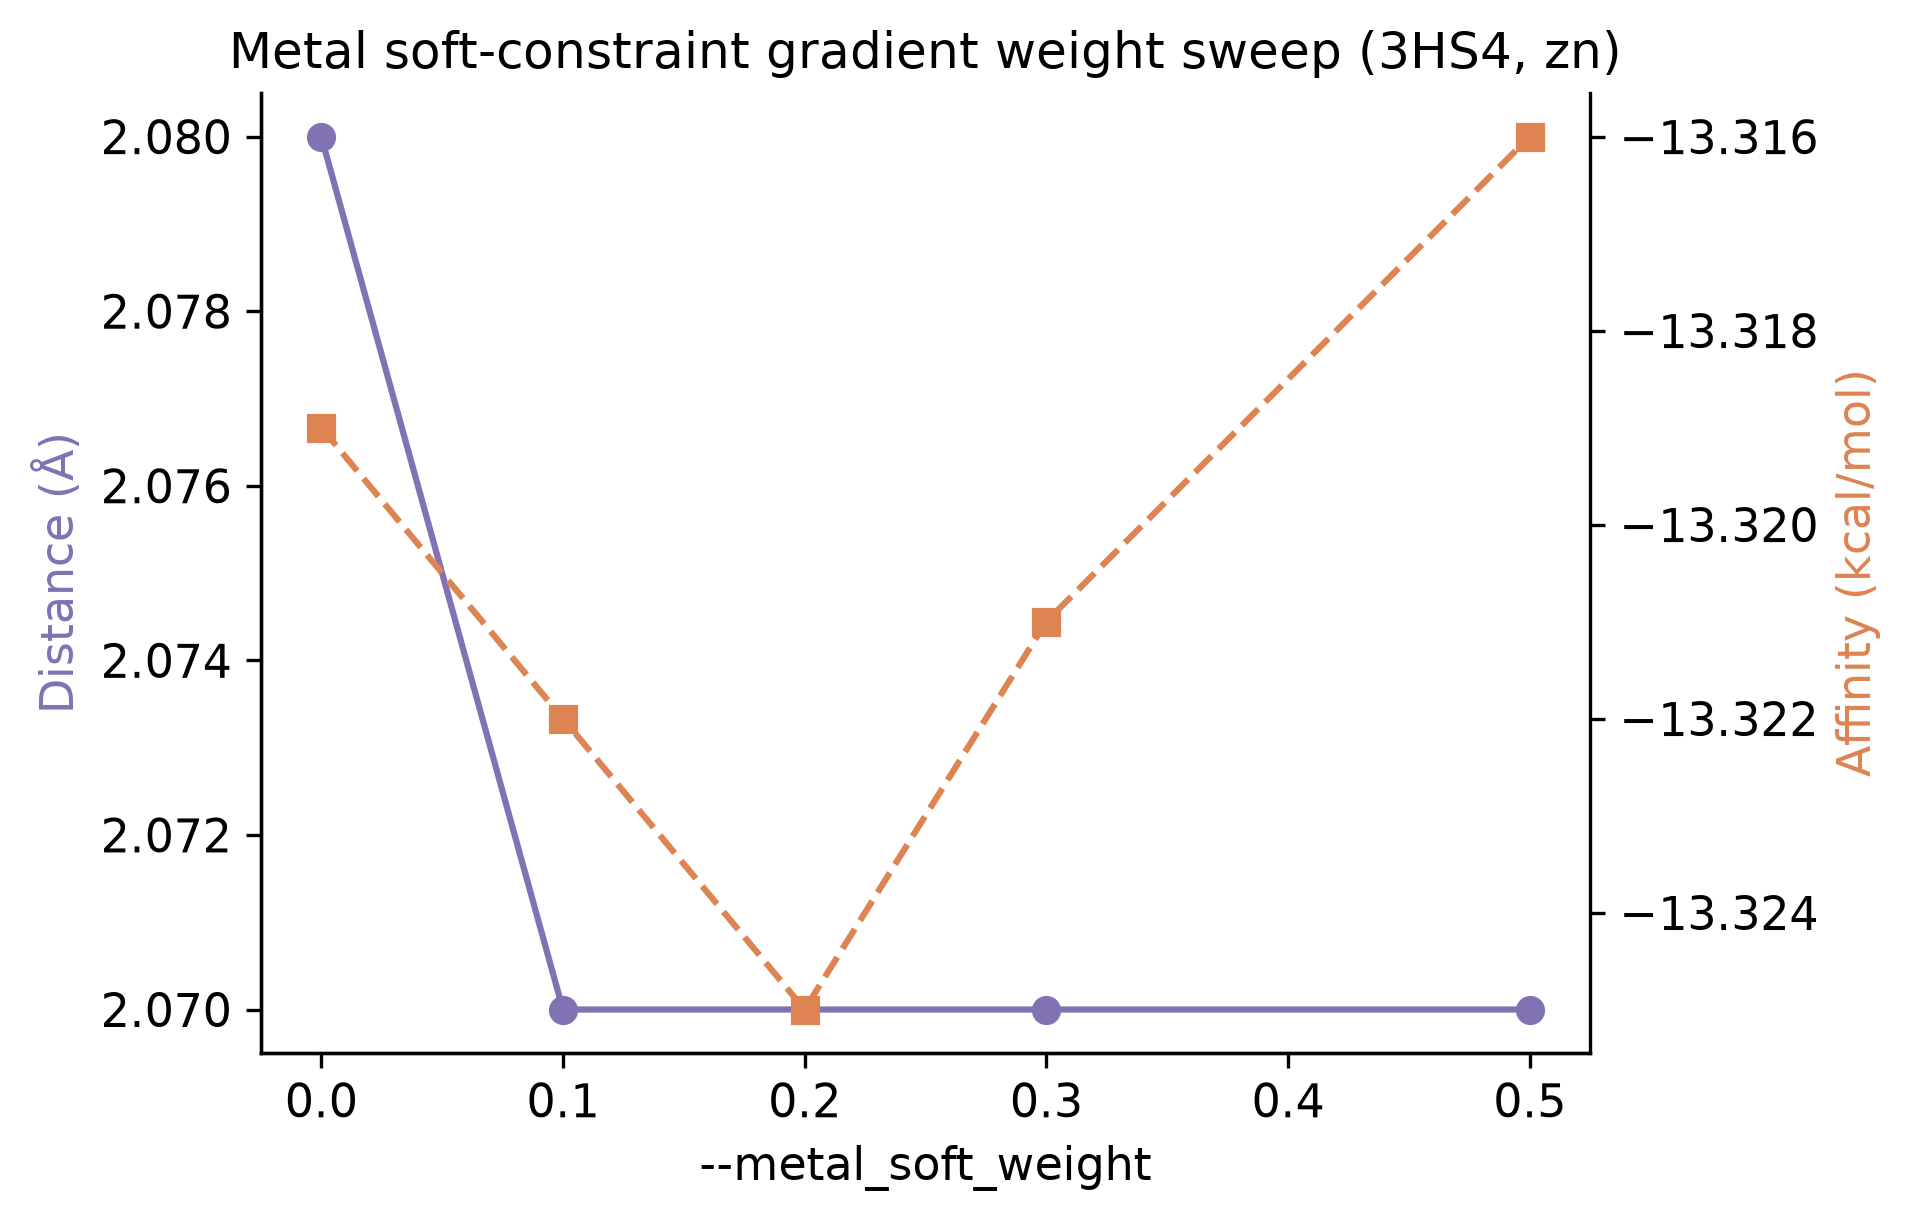 Metal soft-constraint gradient weight sweep (3HS4, zn)
Distance (Å)
2.080
2.078
2.076
2.074
2.072
2.070
−13.316
−13.318
−13.320
−13.322
−13.324
Affinity (kcal/mol)
0.0 0.1 0.2 0.3 0.4 0.5
--metal_soft_weight